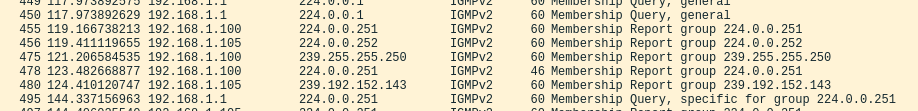 449 117.973892575 192.168.1.1 224.0.0.1 IGMPv2 60 Membership Query, general
450 117.973892629 192.168.1.1 224.0.0.1 IGMPv2 60 Membership Query, general
455 119.166738213 192.168.1.100 224.0.0.251 IGMPv2 60 Membership Report group 224.0.0.251
456 119.411119655 192.168.1.105 224.0.0.252 IGMPv2 60 Membership Report group 224.0.0.252
475 121.206584535 192.168.1.100 239.255.255.250 IGMPv2 60 Membership Report group 239.255.255.250
478 123.482668877 192.168.1.100 224.0.0.251 IGMPv2 46 Membership Report group 224.0.0.251
480 124.410120747 192.168.1.105 239.192.152.143 IGMPv2 60 Membership Report group 239.192.152.143
495 144.337156963 192.168.1.1 224.0.0.251 IGMPv2 60 Membership Query, specific for group 224.0.0.251